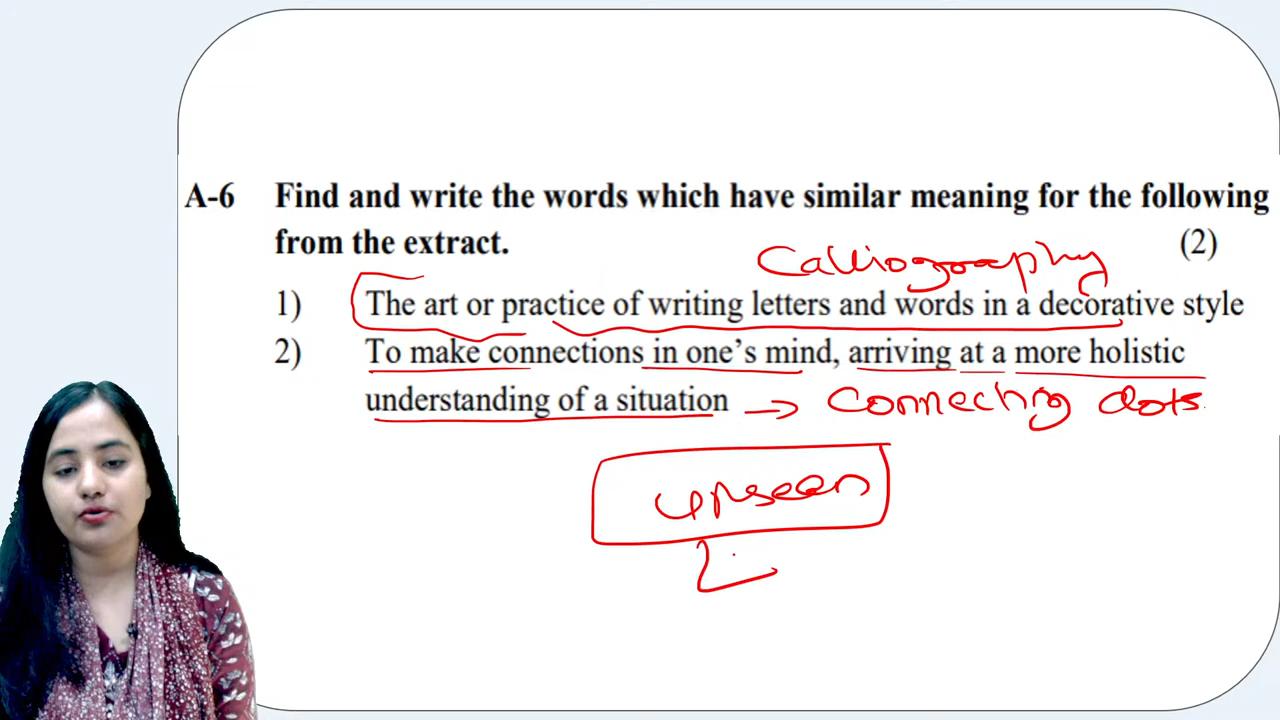 A-6 Find and write the words which have similar meaning for the following
from the extract. (2)
Calliography
1) The art or practice of writing letters and words in a decorative style
2) To make connections in one's mind, arriving at a more holistic
understanding of a situation → Connecting dots.
unseen